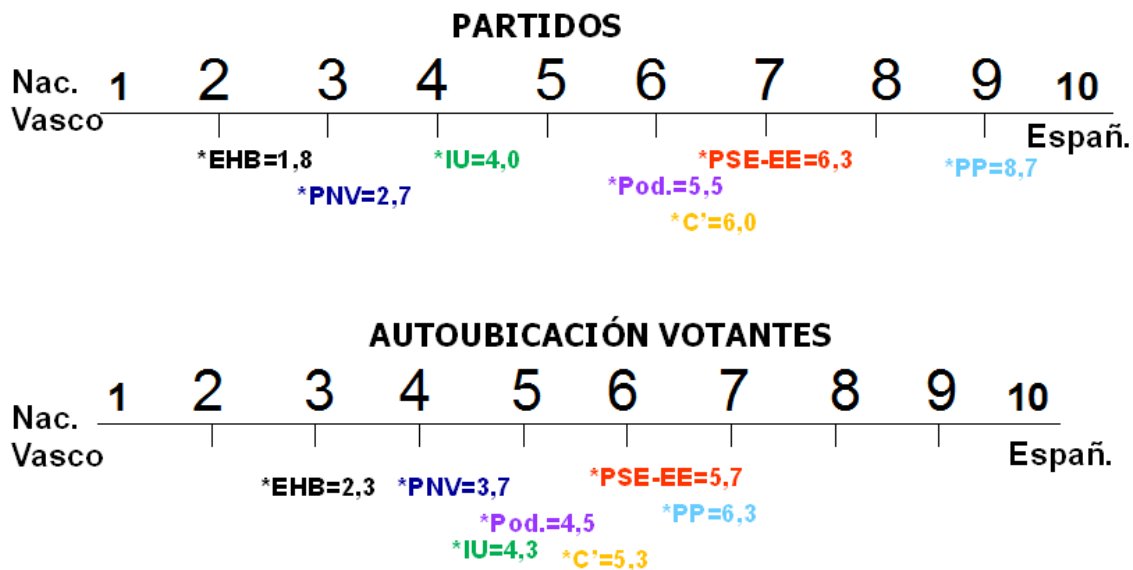 PARTIDOS
Nac. 1 2 3 4 5 6 7 8 9 10
Vasco Españ.
*EHB=1,8 *IU=4,0 *PSE-EE=6,3 *PP=8,7
*PNV=2,7 *Pod.=5,5
*C'=6,0
AUTOUBICACIÓN VOTANTES
Nac. 1 2 3 4 5 6 7 8 9 10
Vasco Españ.
*EHB=2,3 *PNV=3,7 *PSE-EE=5,7
*Pod.=4,5 *PP=6,3
*IU=4,3 *C'=5,3